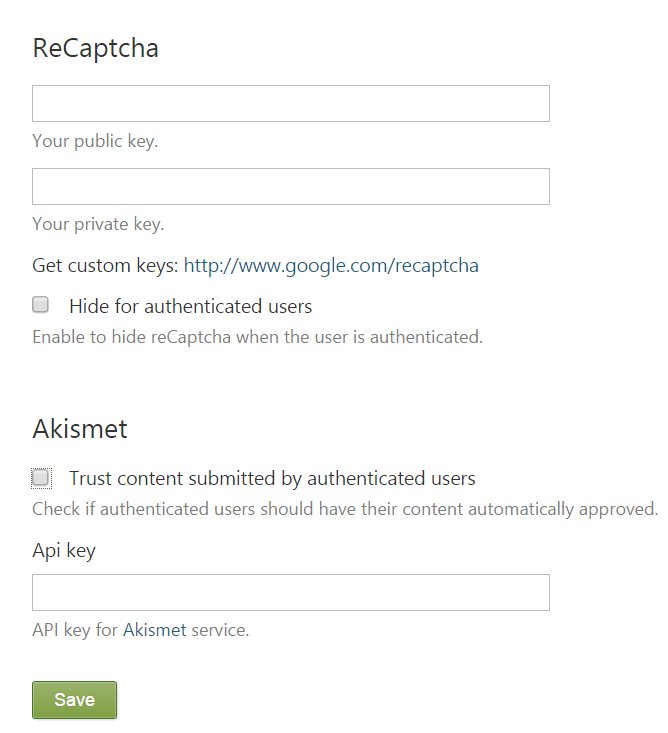 ReCaptcha
Your public key.
Your private key.
Get custom keys: http://www.google.com/recaptcha
Hide for authenticated users
Enable to hide reCaptcha when the user is authenticated.
Akismet
Trust content submitted by authenticated users
Check if authenticated users should have their content automatically approved.
Api key
API key for Akismet service.
Save